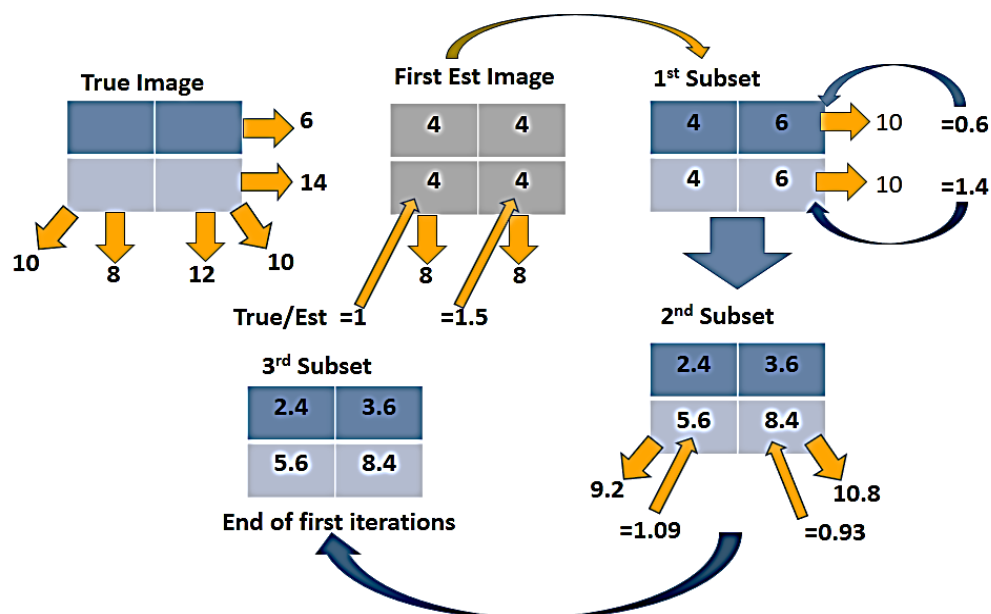 True Image
6
14
10
8
12
10
First Est Image
4 4
4 4
8 8
True/Est =1 =1.5
1st Subset
4 6 10 =0.6
4 6 10 =1.4
2nd Subset
2.4 3.6
5.6 8.4
9.2 10.8
=1.09 =0.93
3rd Subset
2.4 3.6
5.6 8.4
End of first iterations